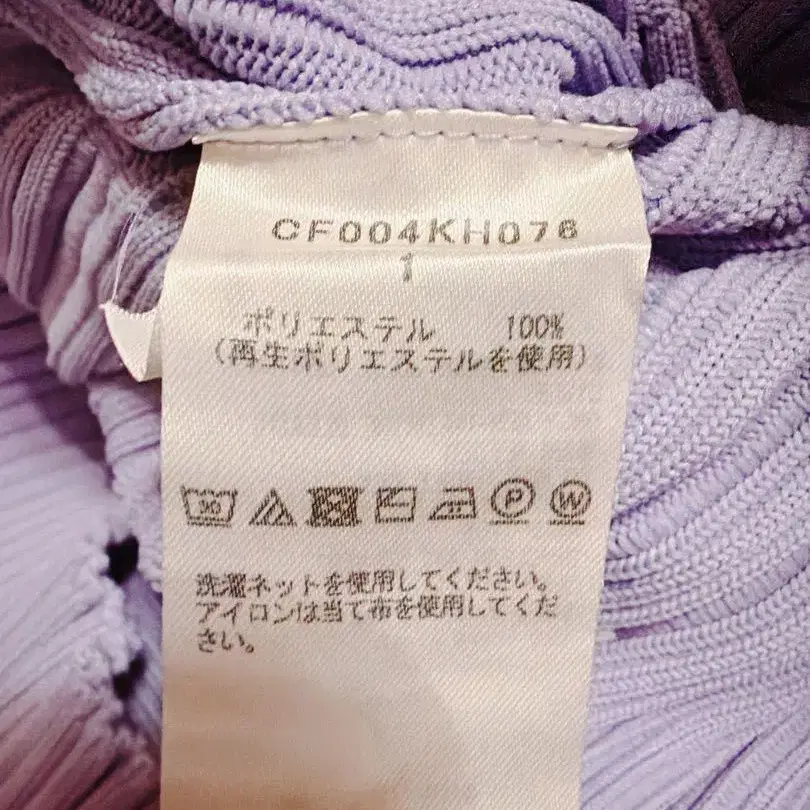 CF004KH076
1
ポリエステル 100%
(再生ポリエステルを使用)
30 P W
洗濯ネットを使用してください。
アイロンは当て布を使用してくだ
さい。